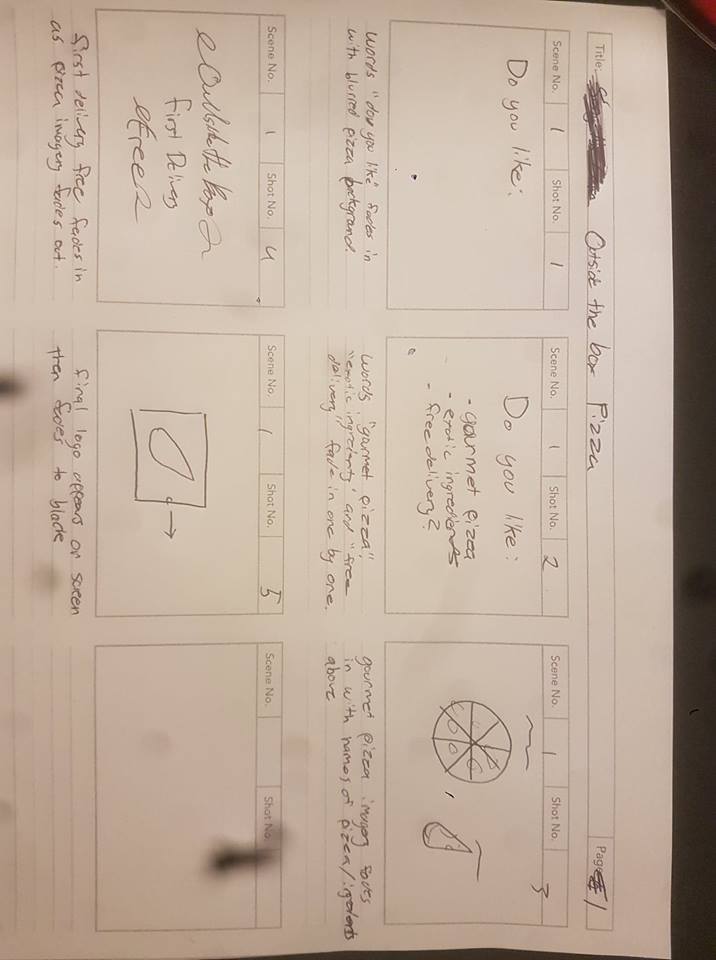 Title. Outside the box Pizza
Page 1
Scene No. 1 Shot No. 1
Do you like:
words "do you like" fades in
with blurred pizza background.
Scene No. 1 Shot No. 2
Do you like:
- gourmet pizza
- exotic ingredients
- free delivery?
words "gourmet pizza",
"exotic ingredients" and "free
delivery" fade in one by one.
Scene No. 1 Shot No. 3
gourmet pizza imagery fades
in with names of pizza/ingredients
above
Scene No. 1 Shot No. 4
Outside the Box
First Delivery
Free
first delivery free fades in
as pizza imagery fades out.
Scene No. 1 Shot No. 5
final logo appears on screen
then fades to black
Scene No. Shot No.